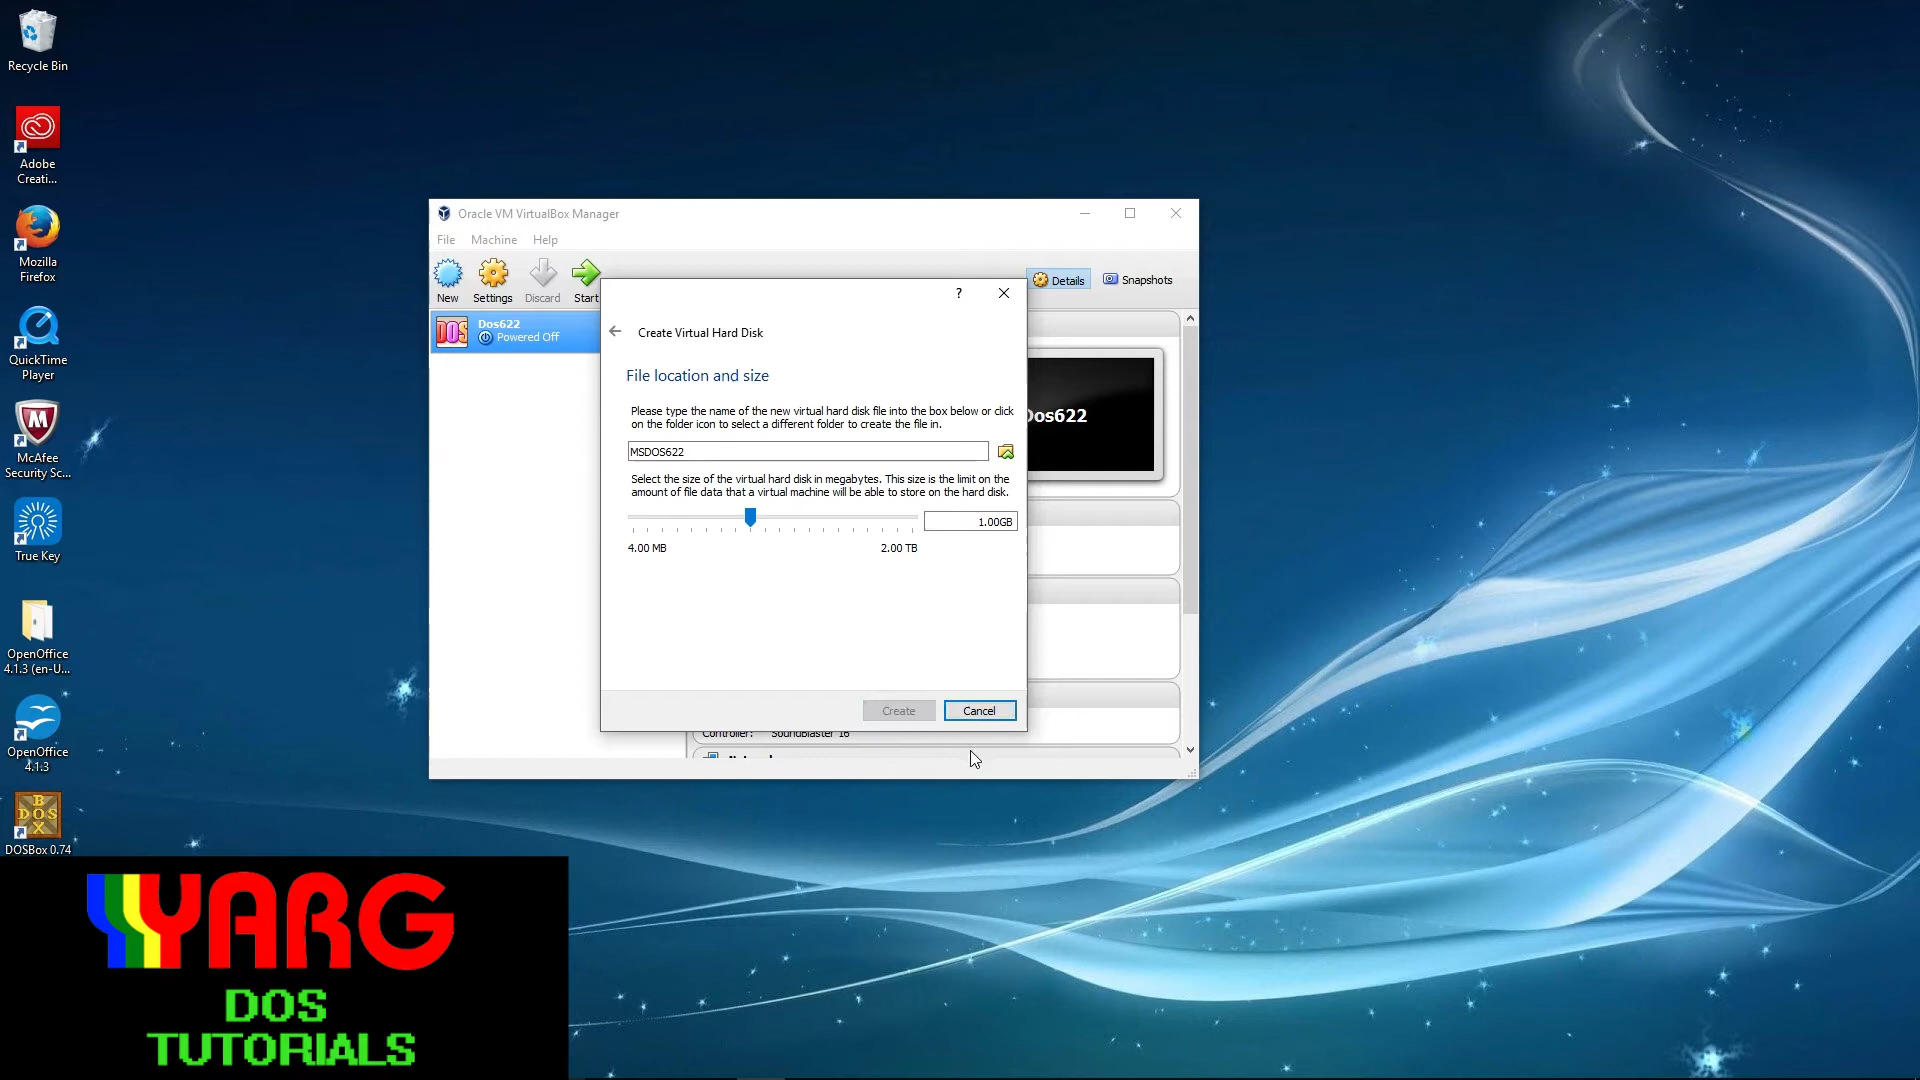 Recycle Bin
Adobe
Creati...
Mozilla
Firefox
QuickTime
Player
McAfee
Security Sc...
True Key
OpenOffice
4.1.3 (en-U...
OpenOffice
4.1.3
BOX
DOS
DOSBox 0.74
Oracle VM VirtualBox Manager
File Machine Help
New Settings Discard Start
Details Snapshots
DOS
Dos622
Powered Off
Dos622
?
Create Virtual Hard Disk
File location and size
Please type the name of the new virtual hard disk file into the box below or click
on the folder icon to select a different folder to create the file in.
MSDOS622
Select the size of the virtual hard disk in megabytes. This size is the limit on the
amount of file data that a virtual machine will be able to store on the hard disk.
1.00GB
4.00 MB 2.00 TB
Create Cancel
Controller: SoundBlaster 16
YARG
DOS
TUTORIALS